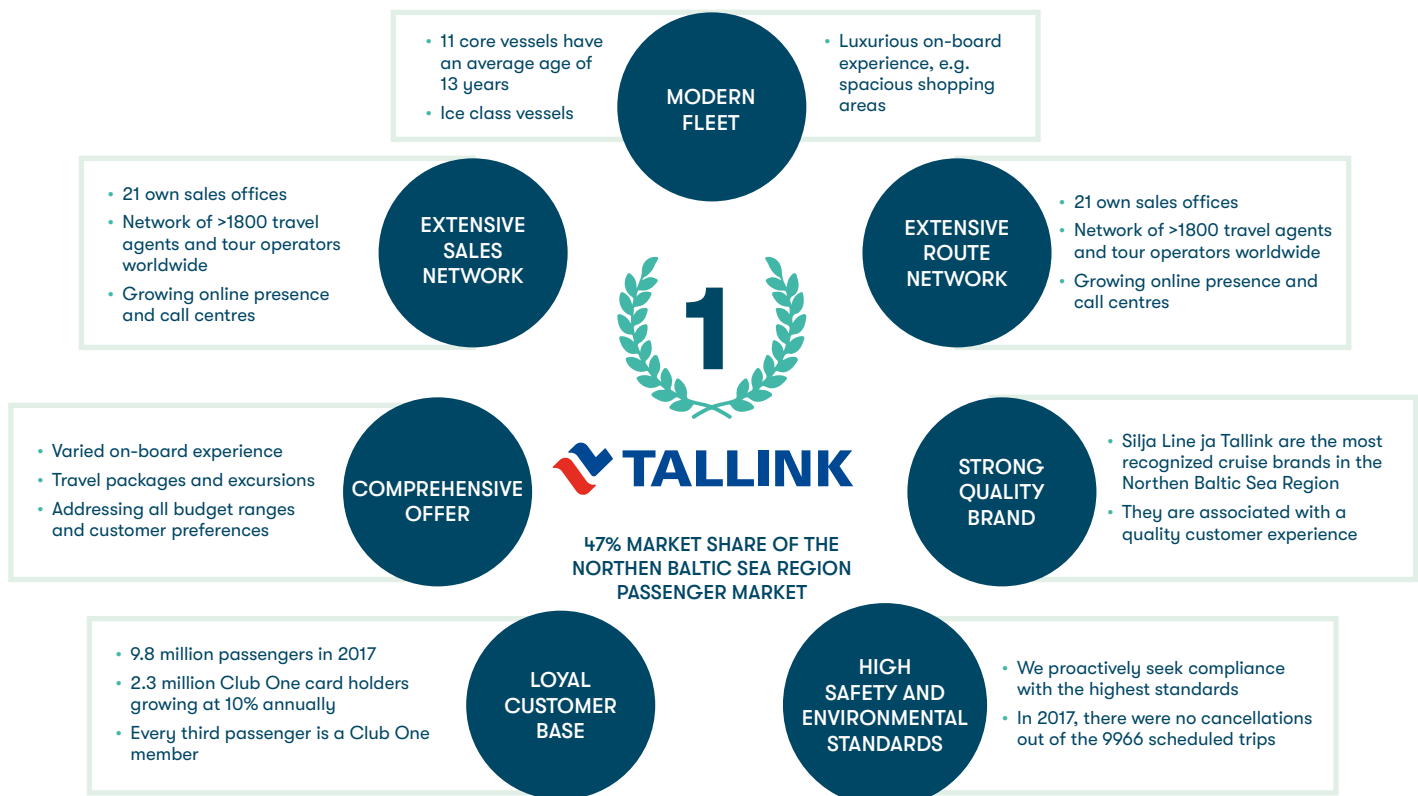 • 11 core vessels have
an average age of
13 years
• Ice class vessels
MODERN
FLEET
• Luxurious on-board
experience, e.g.
spacious shopping
areas
• 21 own sales offices
• Network of >1800 travel
agents and tour operators
worldwide
• Growing online presence
and call centres
EXTENSIVE
SALES
NETWORK
EXTENSIVE
ROUTE
NETWORK
• 21 own sales offices
• Network of >1800 travel agents
and tour operators worldwide
• Growing online presence and
call centres
1
• Varied on-board experience
• Travel packages and excursions
• Addressing all budget ranges
and customer preferences
COMPREHENSIVE
OFFER
TALLINK
47% MARKET SHARE OF THE
NORTHEN BALTIC SEA REGION
PASSENGER MARKET
STRONG
QUALITY
BRAND
• Silja Line ja Tallink are the most
recognized cruise brands in the
Northen Baltic Sea Region
• They are associated with a
quality customer experience
• 9.8 million passengers in 2017
• 2.3 million Club One card holders
growing at 10% annually
• Every third passenger is a Club One
member
LOYAL
CUSTOMER
BASE
HIGH
SAFETY AND
ENVIRONMENTAL
STANDARDS
• We proactively seek compliance
with the highest standards
• In 2017, there were no cancellations
out of the 9966 scheduled trips